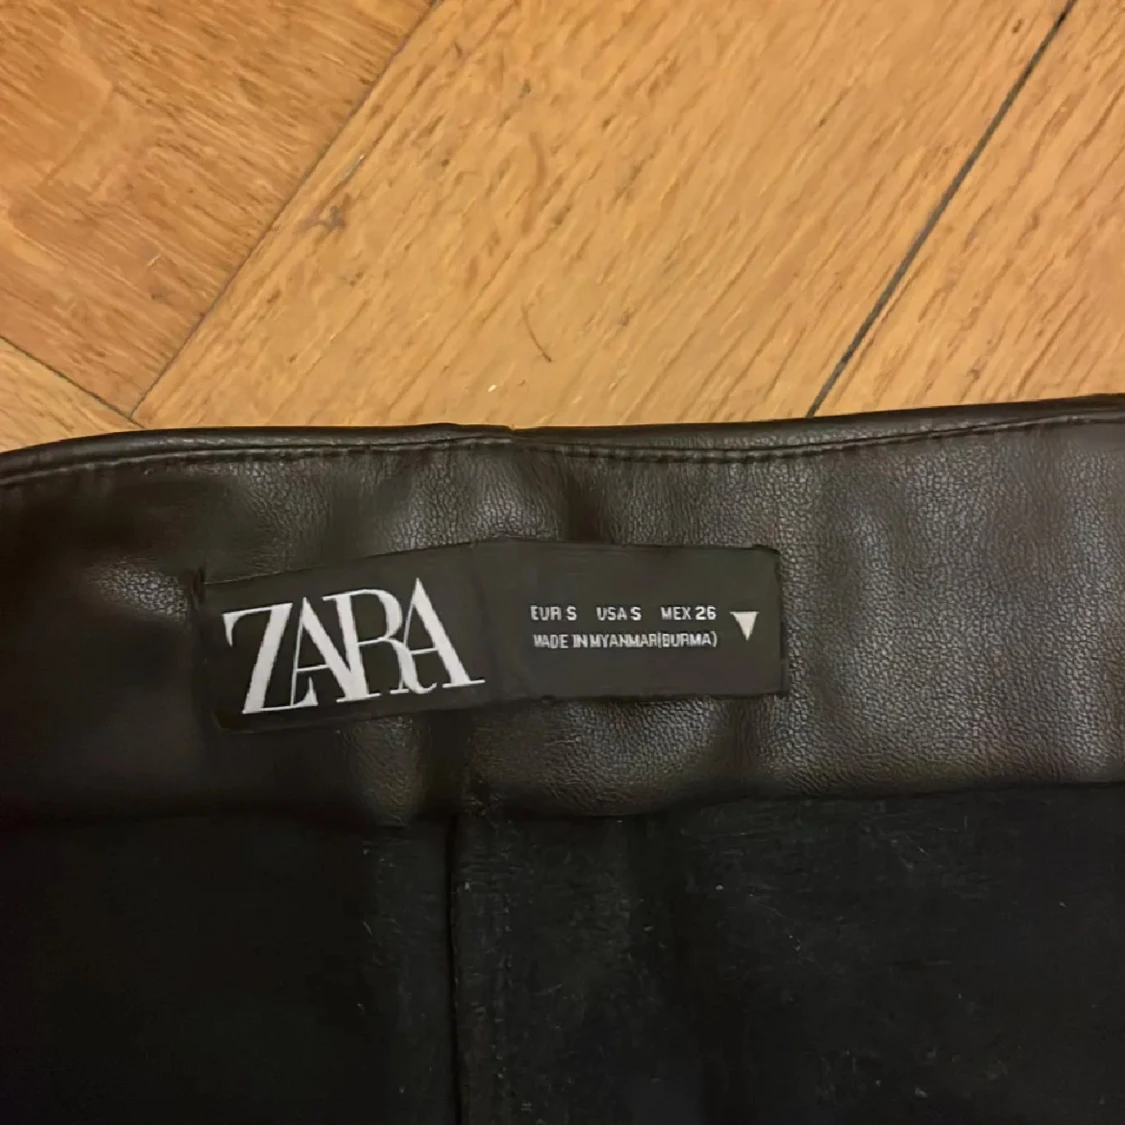 ZARA
EUR S USA S MEX 26
MADE IN MYANMAR(BURMA)